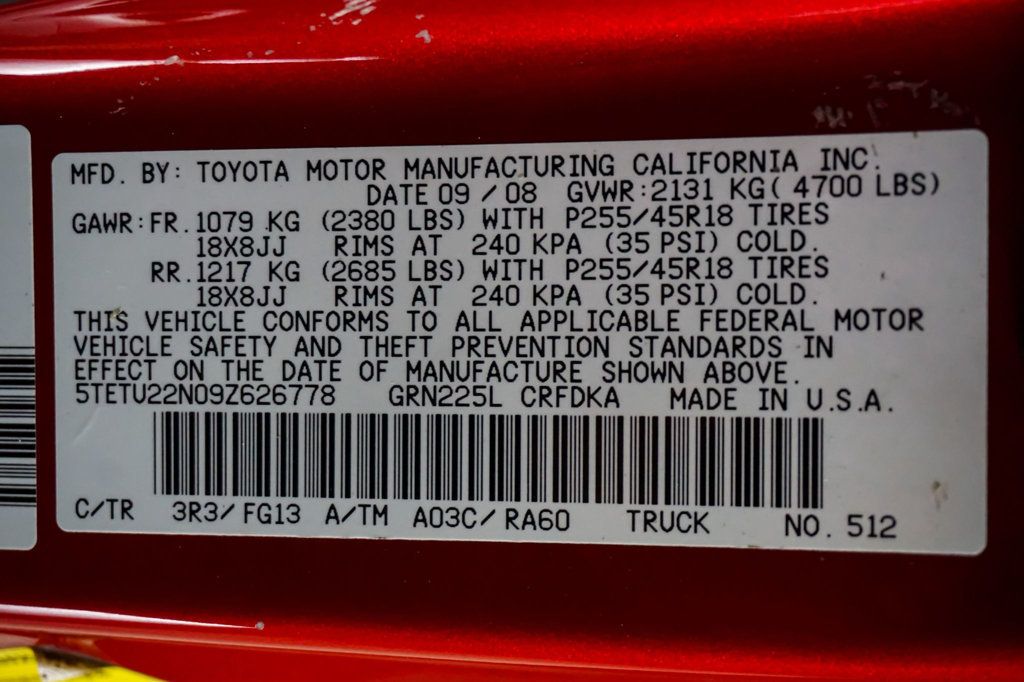 MFD. BY: TOYOTA MOTOR MANUFACTURING CALIFORNIA INC.
DATE 09 / 08 GVWR:2131 KG( 4700 LBS)
GAWR:FR.1079 KG (2380 LBS) WITH P255/45R18 TIRES
18X8JJ RIMS AT 240 KPA (35 PSI) COLD.
RR.1217 KG (2685 LBS) WITH P255/45R18 TIRES
18X8JJ RIMS AT 240 KPA (35 PSI) COLD.
THIS VEHICLE CONFORMS TO ALL APPLICABLE FEDERAL MOTOR
VEHICLE SAFETY AND THEFT PREVENTION STANDARDS IN
EFFECT ON THE DATE OF MANUFACTURE SHOWN ABOVE.
5TETU22N09Z626778 GRN225L CRFDKA MADE IN U.S.A.
C/TR 3R3/FG13 A/TM A03C/RA60 TRUCK NO. 512